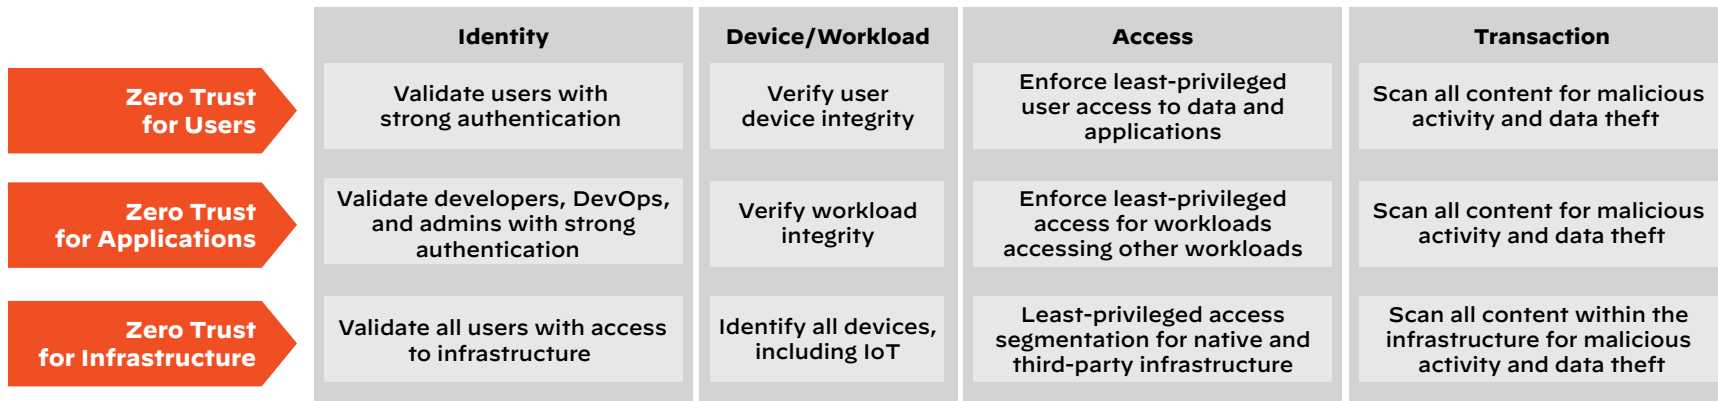 Identity
Device/Workload
Access
Transaction
Zero Trust
for Users
Validate users with
strong authentication
Verify user
device integrity
Enforce least-privileged
user access to data and
applications
Scan all content for malicious
activity and data theft
Zero Trust
for Applications
Validate developers, DevOps,
and admins with strong
authentication
Verify workload
integrity
Enforce least-privileged
access for workloads
accessing other workloads
Scan all content for malicious
activity and data theft
Zero Trust
for Infrastructure
Validate all users with access
to infrastructure
Identify all devices,
including IoT
Least-privileged access
segmentation for native and
third-party infrastructure
Scan all content within the
infrastructure for malicious
activity and data theft